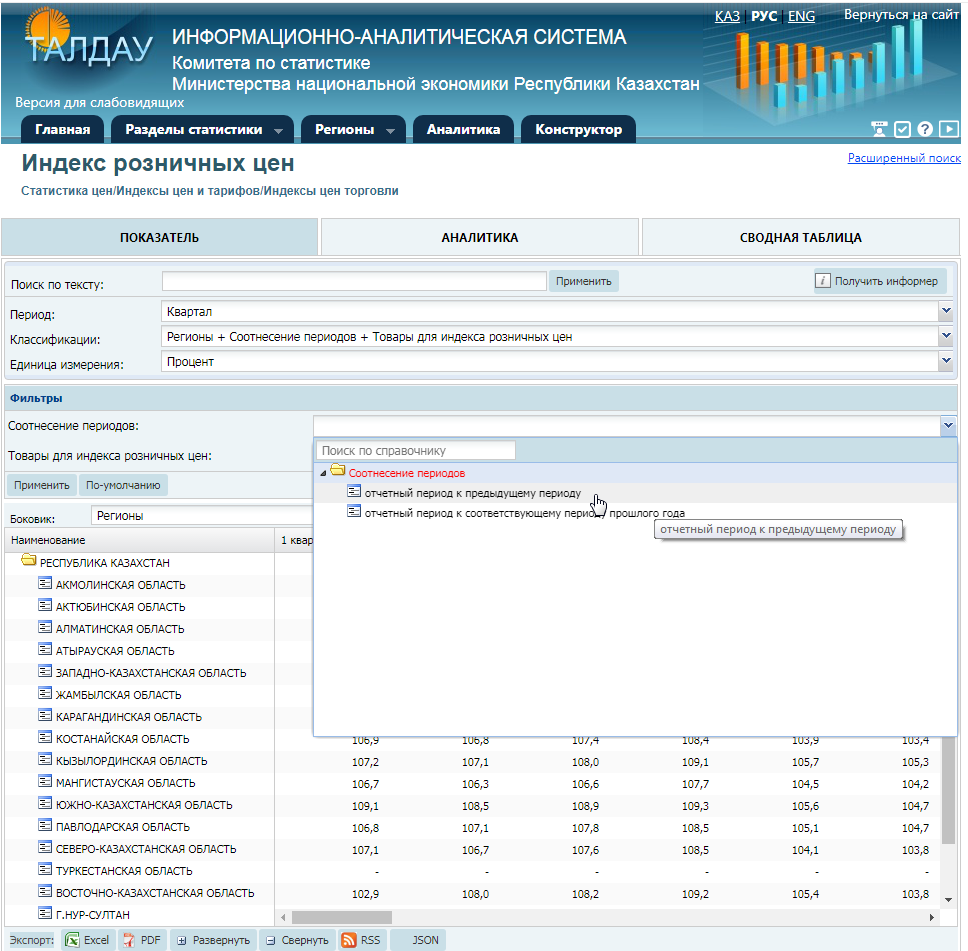 ҚАЗ | РУС | ENG Вернуться на сайт
ТАЛДАУ
ИНФОРМАЦИОННО-АНАЛИТИЧЕСКАЯ СИСТЕМА
Комитета по статистике
Министерства национальной экономики Республики Казахстан
Версия для слабовидящих
Главная Разделы статистики Регионы Аналитика Конструктор
Индекс розничных цен
Расширенный поиск
Статистика цен/Индексы цен и тарифов/Индексы цен торговли
ПОКАЗАТЕЛЬ АНАЛИТИКА СВОДНАЯ ТАБЛИЦА
Поиск по тексту: Применить i Получить информер
Период: Квартал
Классификации: Регионы + Соотнесение периодов + Товары для индекса розничных цен
Единица измерения: Процент
Фильтры
Соотнесение периодов:
Товары для индекса розничных цен:
Поиск по справочнику
Соотнесение периодов
Применить По-умолчанию
отчетный период к предыдущему периоду
отчетный период к соответствующему периоду прошлого года
отчетный период к предыдущему периоду
Боковик: Регионы
Наименование 1 квар
РЕСПУБЛИКА КАЗАХСТАН
АКМОЛИНСКАЯ ОБЛАСТЬ
АКТЮБИНСКАЯ ОБЛАСТЬ
АЛМАТИНСКАЯ ОБЛАСТЬ
АТЫРАУСКАЯ ОБЛАСТЬ
ЗАПАДНО-КАЗАХСТАНСКАЯ ОБЛАСТЬ
ЖАМБЫЛСКАЯ ОБЛАСТЬ
КАРАГАНДИНСКАЯ ОБЛАСТЬ
КОСТАНАЙСКАЯ ОБЛАСТЬ 106,9 106,8 107,4 108,4 103,9 103,4
КЫЗЫЛОРДИНСКАЯ ОБЛАСТЬ 107,2 107,1 108,0 109,1 105,7 105,3
МАНГИСТАУСКАЯ ОБЛАСТЬ 106,7 106,3 106,6 107,7 104,5 104,2
ЮЖНО-КАЗАХСТАНСКАЯ ОБЛАСТЬ 109,1 108,5 108,9 109,3 105,6 104,7
ПАВЛОДАРСКАЯ ОБЛАСТЬ 106,8 107,1 107,8 108,5 105,1 104,7
СЕВЕРО-КАЗАХСТАНСКАЯ ОБЛАСТЬ 107,1 106,7 107,6 108,5 104,1 103,8
ТУРКЕСТАНСКАЯ ОБЛАСТЬ - - - - - -
ВОСТОЧНО-КАЗАХСТАНСКАЯ ОБЛАСТЬ 102,9 108,0 108,2 109,2 105,4 103,8
Г.НУР-СУЛТАН
Экспорт: Excel PDF Развернуть Свернуть RSS JSON